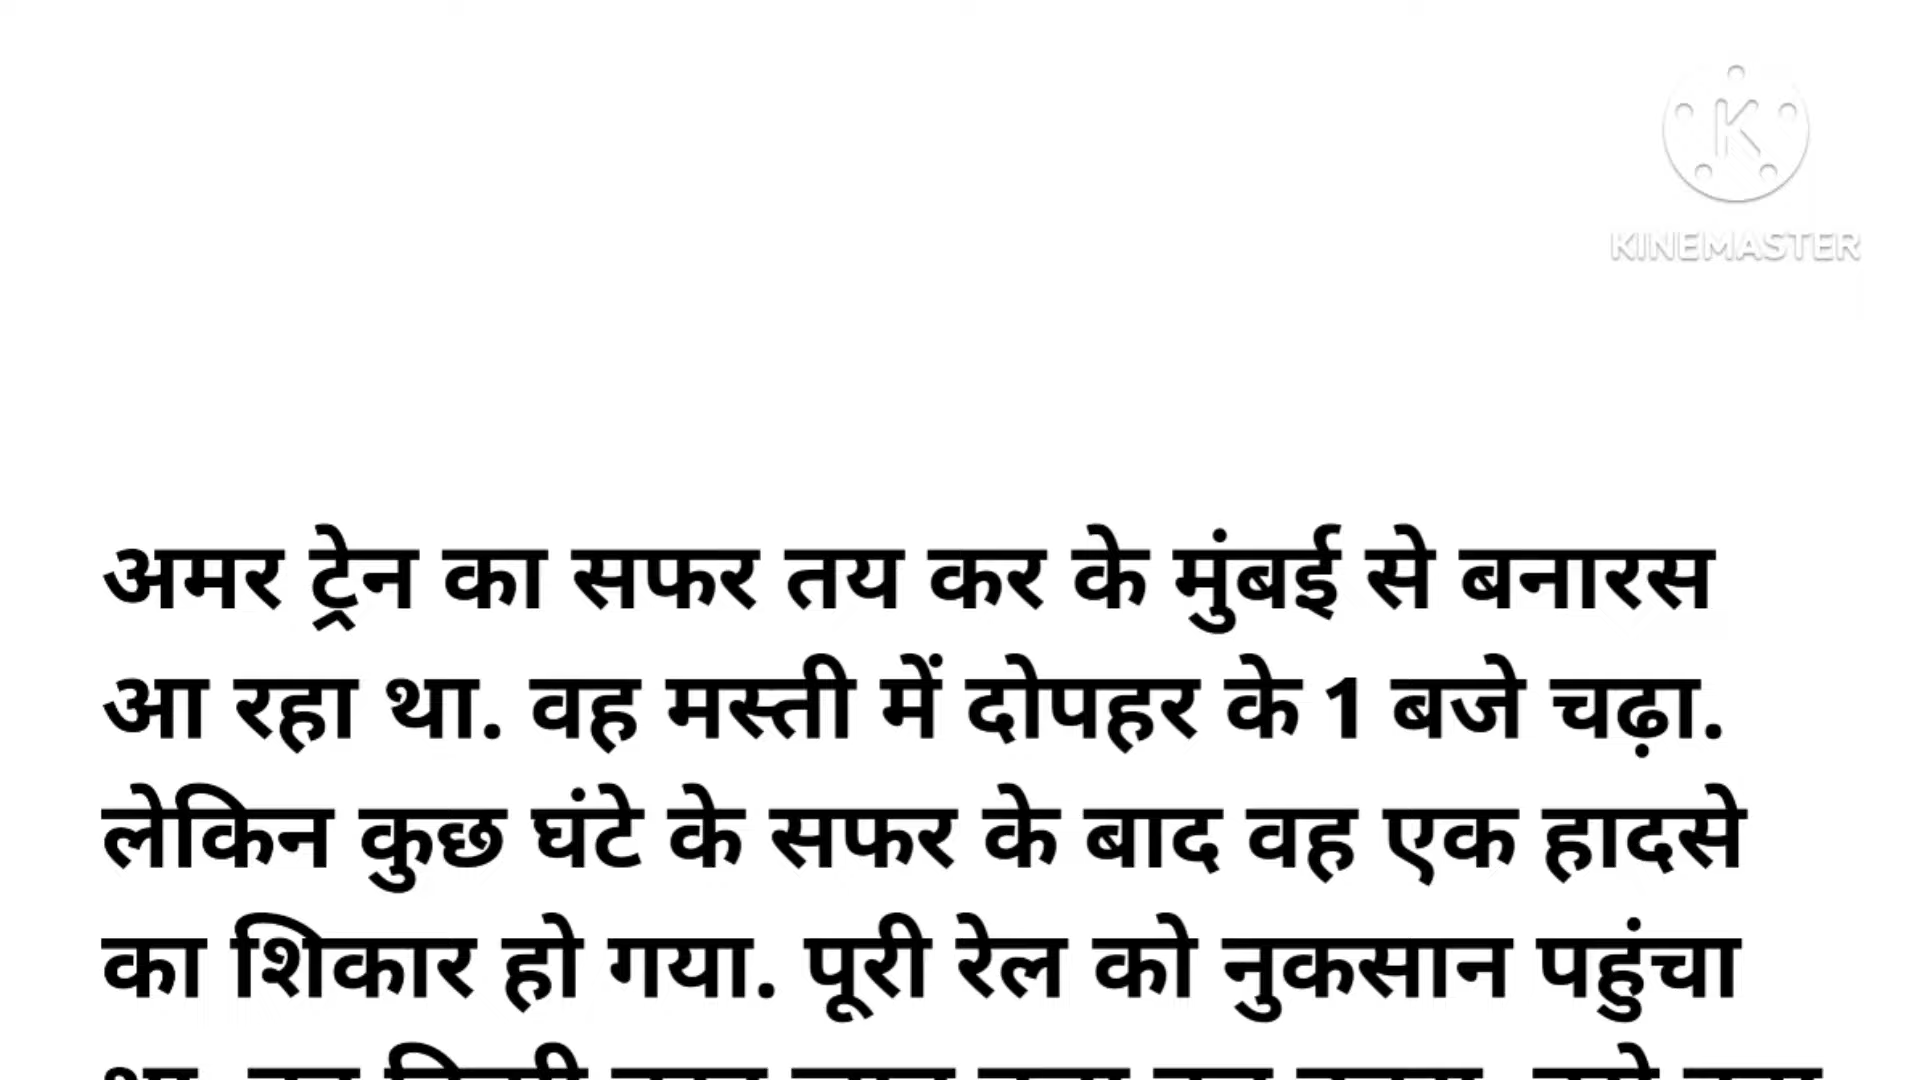 KINEMASTER
अमर ट्रेन का सफर तय कर के मुंबई से बनारस
आ रहा था. वह मस्ती में दोपहर के 1 बजे चढ़ा.
लेकिन कुछ घंटे के सफर के बाद वह एक हादसे
का शिकार हो गया. पूरी रेल को नुकसान पहुंचा